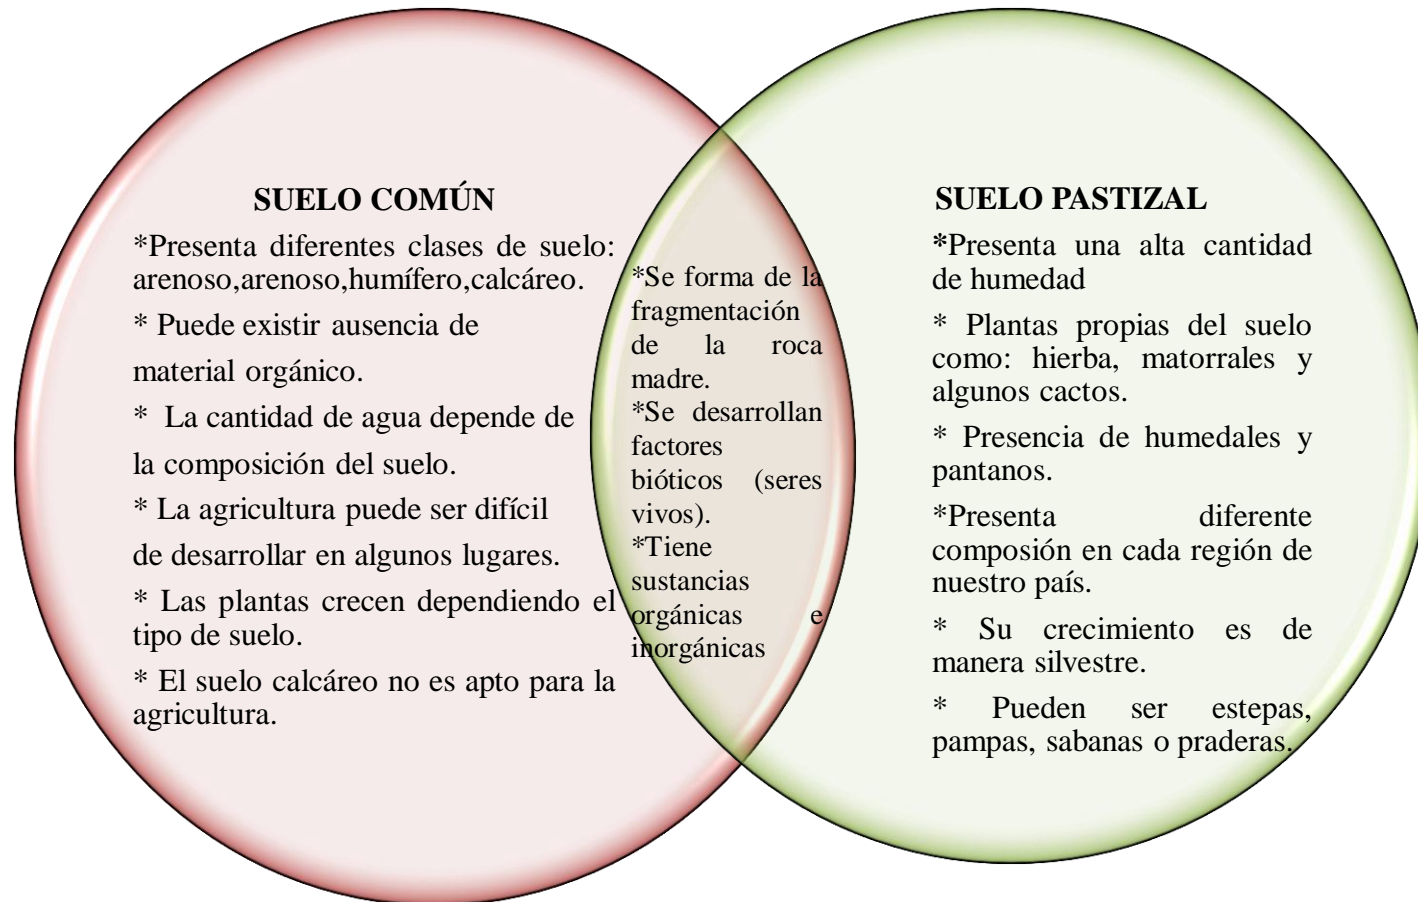 SUELO COMÚN
*Presenta diferentes clases de suelo:
arenoso,arenoso,humífero,calcáreo.
* Puede existir ausencia de
material orgánico.
* La cantidad de agua depende de
la composición del suelo.
* La agricultura puede ser difícil
de desarrollar en algunos lugares.
* Las plantas crecen dependiendo el
tipo de suelo.
* El suelo calcáreo no es apto para la
agricultura.
*Se forma de la
fragmentación
de la roca
madre.
*Se desarrollan
factores
bióticos (seres
vivos).
*Tiene
sustancias
orgánicas e
inorgánicas
SUELO PASTIZAL
*Presenta una alta cantidad
de humedad
* Plantas propias del suelo
como: hierba, matorrales y
algunos cactos.
* Presencia de humedales y
pantanos.
*Presenta diferente
composión en cada región de
nuestro país.
* Su crecimiento es de
manera silvestre.
* Pueden ser estepas,
pampas, sabanas o praderas.